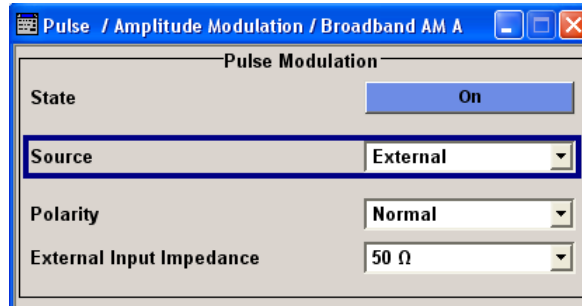 Pulse / Amplitude Modulation / Broadband AM A
Pulse Modulation
State On
Source External
Polarity Normal
External Input Impedance 50 Ω